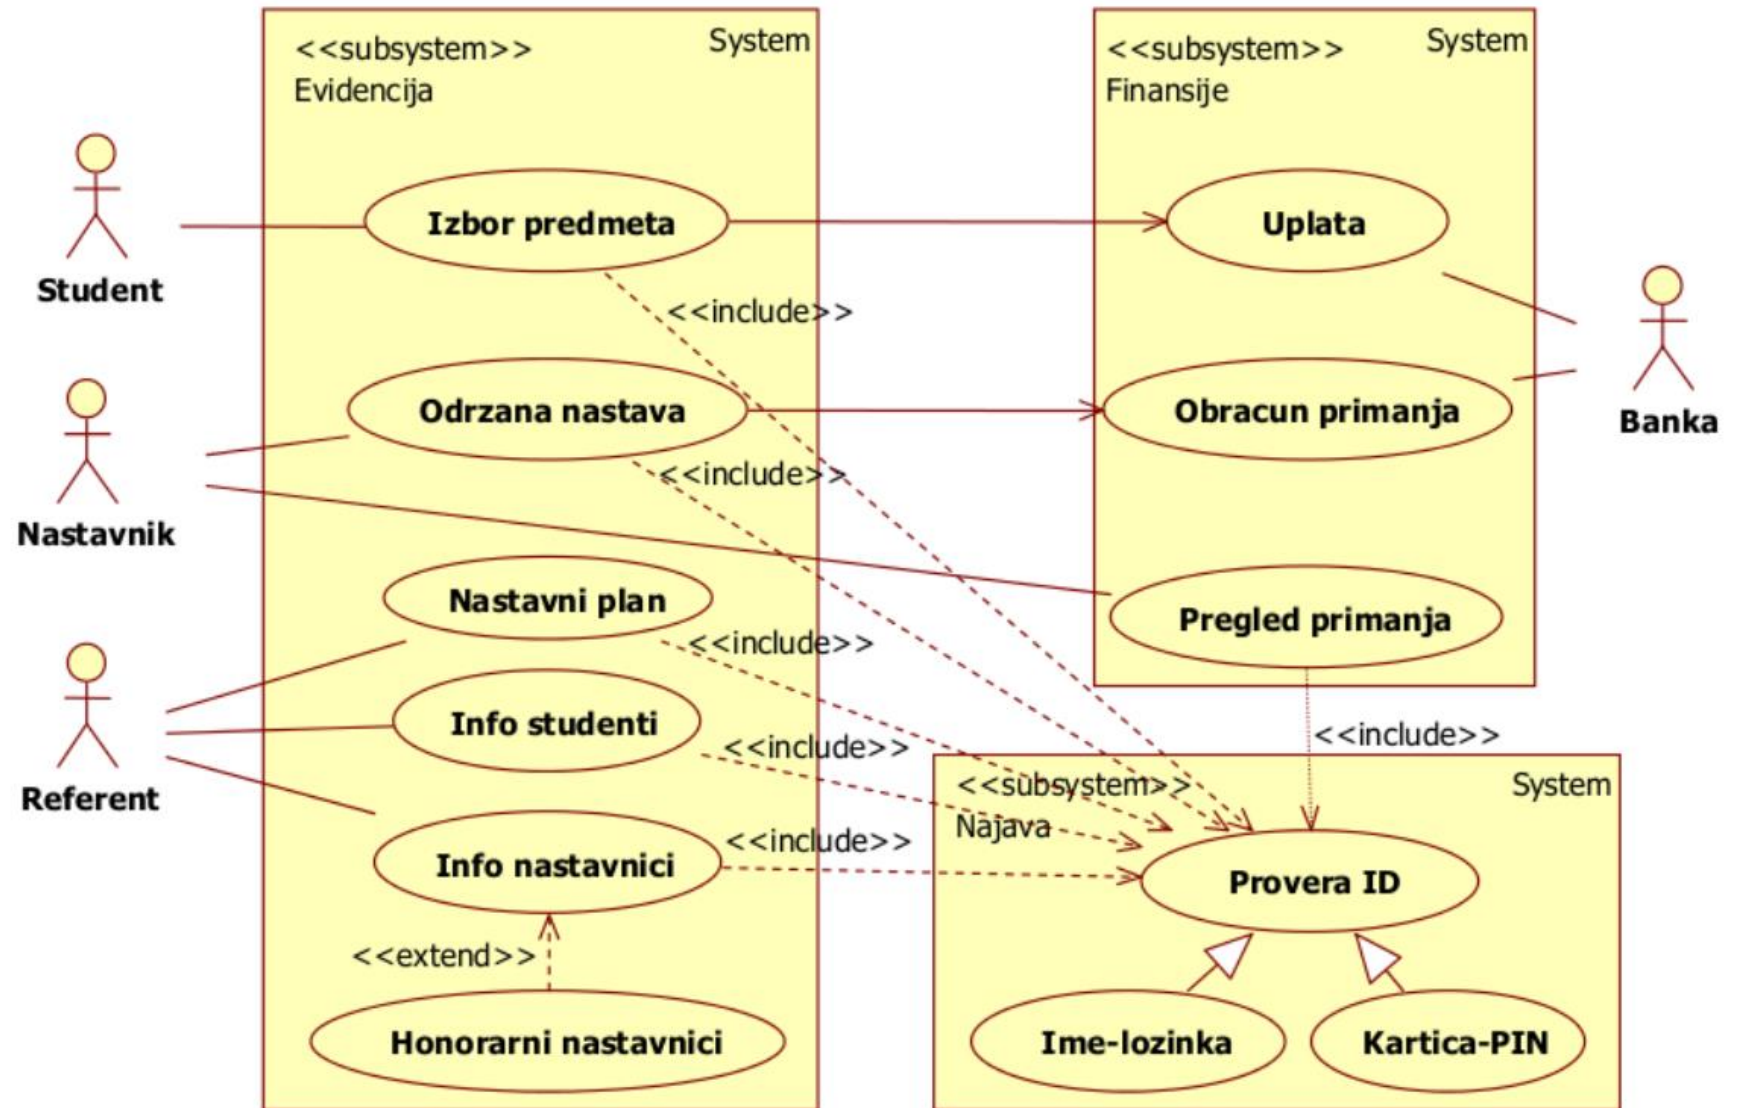 <<subsystem>>
System
Evidencija
<<subsystem>>
System
Finansije
Student
Izbor predmeta
Uplata
<<include>>
Banka
Nastavnik
Odrzana nastava
Obracun primanja
<<include>>
Nastavni plan
Pregled primanja
<<include>>
Referent
Info studenti
<<include>>
<<include>>
<<subsystem>>
System
Najava
Info nastavnici
<<include>>
Provera ID
<<extend>>
Honorarni nastavnici
Ime-lozinka
Kartica-PIN